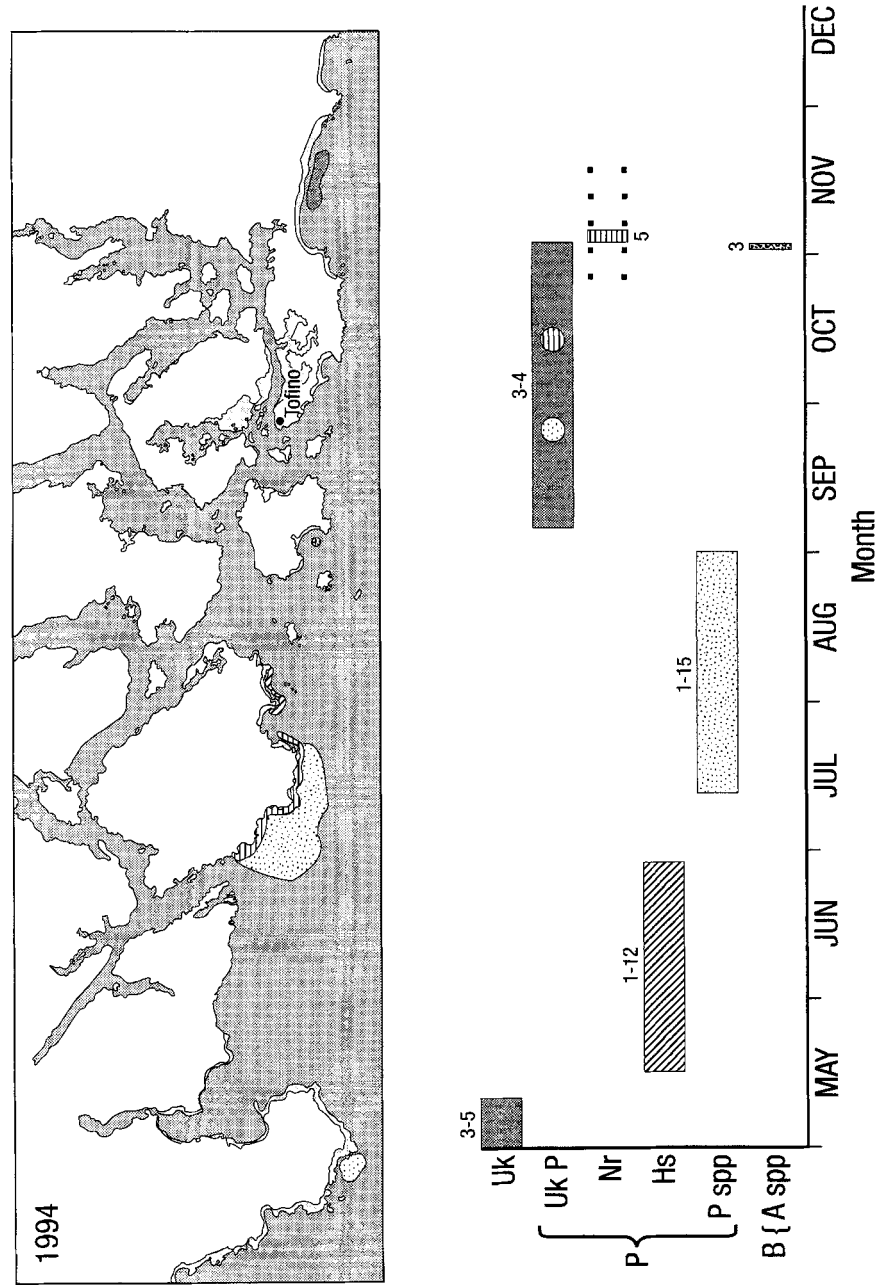 1994
Tofino
Uk
3-5
Uk P
3-4
Nr
5
Hs
1-12
P spp
1-15
A spp
3
P {
B {
MAY JUN JUL AUG SEP OCT NOV DEC
Month